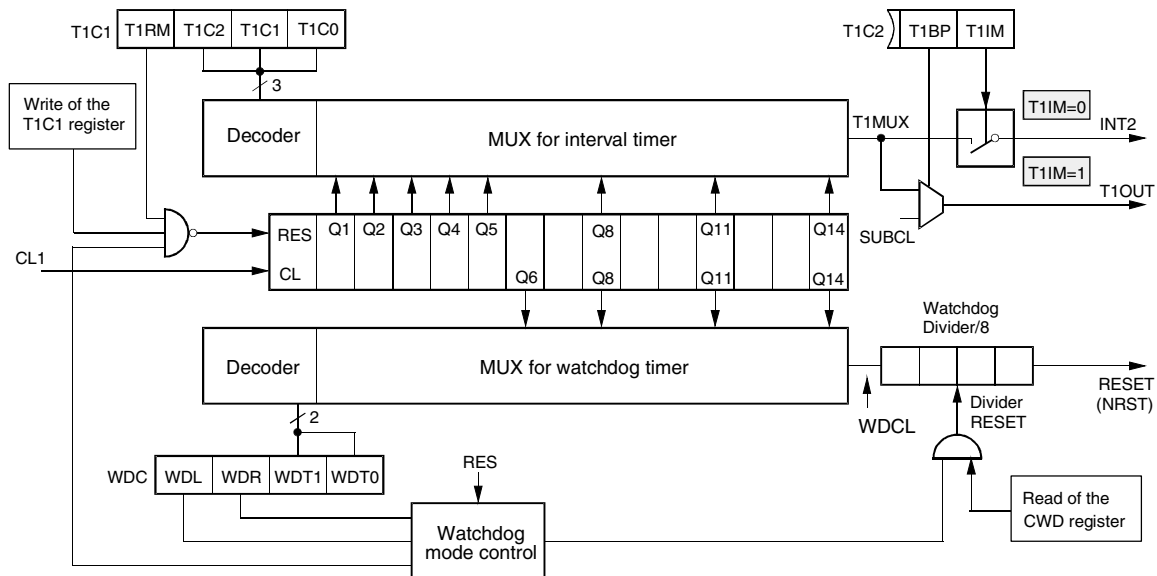 T1C1 T1RM T1C2 T1C1 T1C0
T1C2 T1BP T1IM
3
Write of the
T1C1 register
Decoder
MUX for interval timer
T1MUX
T1IM=0
INT2
T1IM=1
T1OUT
SUBCL
RES
Q1 Q2 Q3 Q4 Q5 Q8 Q11 Q14
CL1
CL
Q6 Q8 Q11 Q14
Decoder
MUX for watchdog timer
Watchdog
Divider/8
RESET
(NRST)
WDCL
Divider
RESET
2
WDC WDL WDR WDT1 WDT0
RES
Watchdog
mode control
Read of the
CWD register